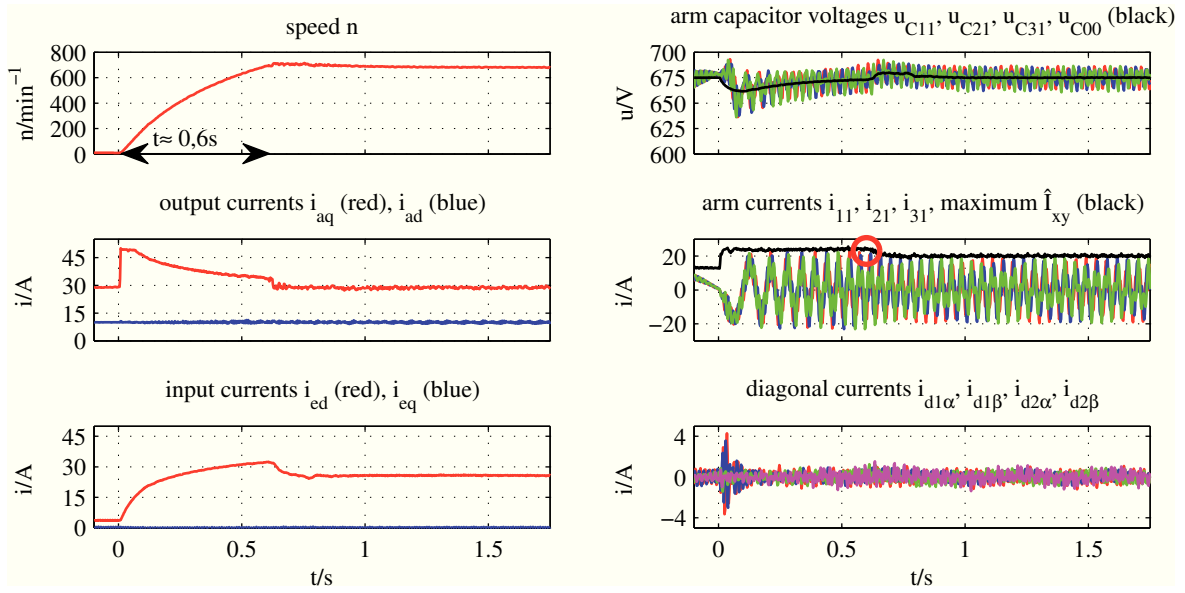 speed n
800
600
400
200
0
n/min⁻¹
t≈ 0,6s
arm capacitor voltages u_C11, u_C21, u_C31, u_C00 (black)
700
675
650
625
600
u/V
output currents i_aq (red), i_ad (blue)
45
30
15
0
i/A
arm currents i_11, i_21, i_31, maximum Î_xy (black)
20
0
−20
i/A
input currents i_ed (red), i_eq (blue)
45
30
15
0
i/A
0 0.5 1 1.5
t/s
diagonal currents i_d1α, i_d1β, i_d2α, i_d2β
4
0
−4
i/A
0 0.5 1 1.5
t/s